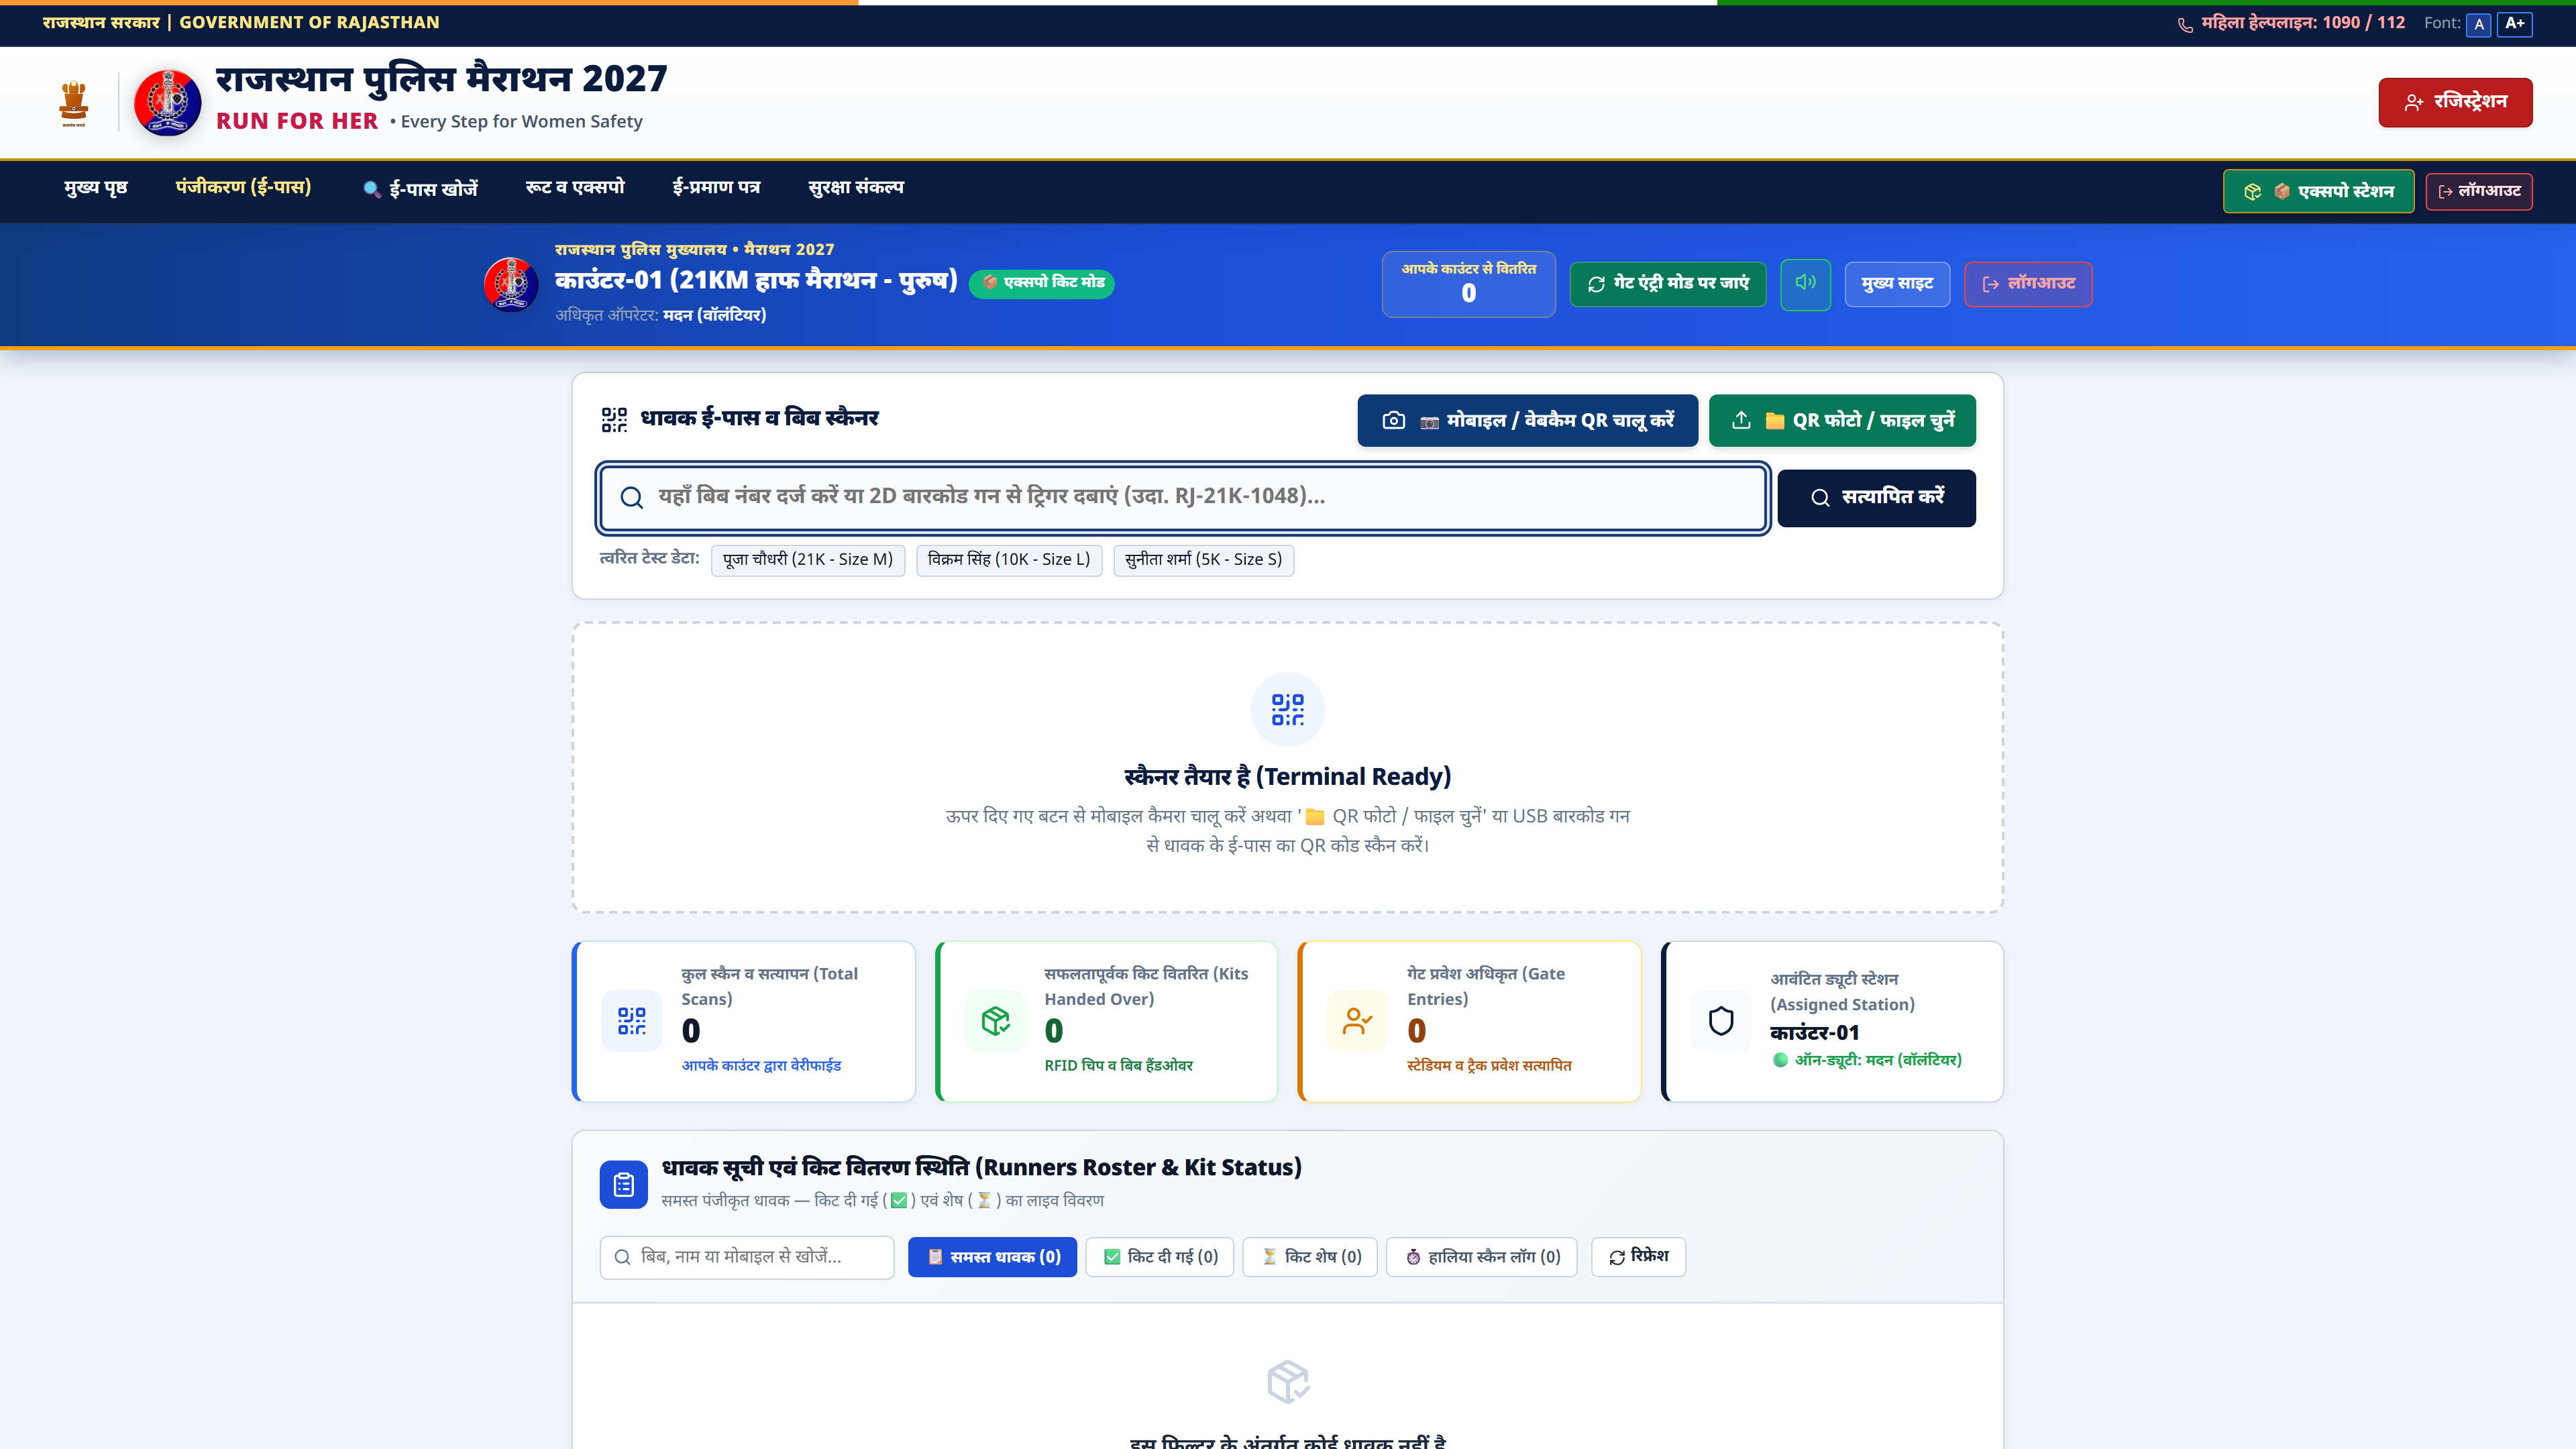 राजस्थान सरकार | GOVERNMENT OF RAJASTHAN
महिला हेल्पलाइन: 1090 / 112
Font: A A+
राजस्थान पुलिस मैराथन 2027
RUN FOR HER • Every Step for Women Safety
रजिस्ट्रेशन
मुख्य पृष्ठ
पंजीकरण (ई-पास)
ई-पास खोजें
रूट व एक्सपो
ई-प्रमाण पत्र
सुरक्षा संकल्प
एक्सपो स्टेशन
लॉगआउट
राजस्थान पुलिस मुख्यालय • मैराथन 2027
काउंटर-01 (21KM हाफ मैराथन - पुरुष)
एक्सपो किट मोड
अधिकृत ऑपरेटर: मदन (वॉलंटियर)
आपके काउंटर से वितरित
0
गेट एंट्री मोड पर जाएं
मुख्य साइट
लॉगआउट
धावक ई-पास व बिब स्कैनर
मोबाइल / वेबकैम QR चालू करें
QR फोटो / फाइल चुनें
यहाँ बिब नंबर दर्ज करें या 2D बारकोड गन से ट्रिगर दबाएं (उदा. RJ-21K-1048)...
सत्यापित करें
त्वरित टेस्ट डेटा:
पूजा चौधरी (21K - Size M)
विक्रम सिंह (10K - Size L)
सुनीता शर्मा (5K - Size S)
स्कैनर तैयार है (Terminal Ready)
ऊपर दिए गए बटन से मोबाइल कैमरा चालू करें अथवा '📁 QR फोटो / फाइल चुनें' या USB बारकोड गन
से धावक के ई-पास का QR कोड स्कैन करें।
कुल स्कैन व सत्यापन (Total
Scans)
0
आपके काउंटर द्वारा वेरीफाईड
सफलतापूर्वक किट वितरित (Kits
Handed Over)
0
RFID चिप व बिब हैंडओवर
गेट प्रवेश अधिकृत (Gate
Entries)
0
स्टेडियम व ट्रैक प्रवेश सत्यापित
आवंटित ड्यूटी स्टेशन
(Assigned Station)
काउंटर-01
ऑन-ड्यूटी: मदन (वॉलंटियर)
धावक सूची एवं किट वितरण स्थिति (Runners Roster & Kit Status)
समस्त पंजीकृत धावक — किट दी गई (✅) एवं शेष (⏳) का लाइव विवरण
बिब, नाम या मोबाइल से खोजें...
समस्त धावक (0)
किट दी गई (0)
किट शेष (0)
हालिया स्कैन लॉग (0)
रिफ्रेश
इस फिल्टर के अंतर्गत कोई धावक नहीं है